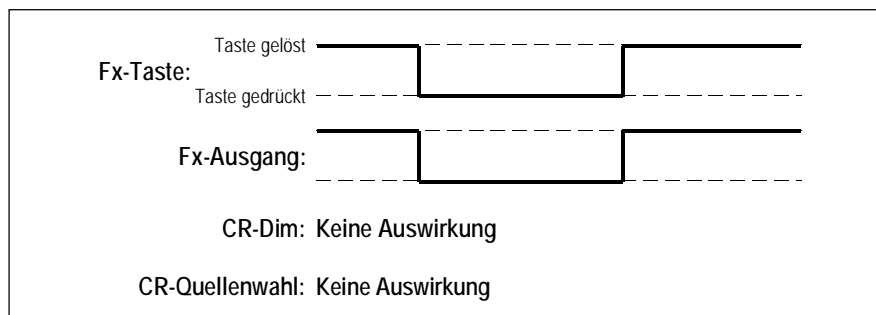 Taste gelöst
Fx-Taste:
Taste gedrückt
Fx-Ausgang:
CR-Dim: Keine Auswirkung
CR-Quellenwahl: Keine Auswirkung